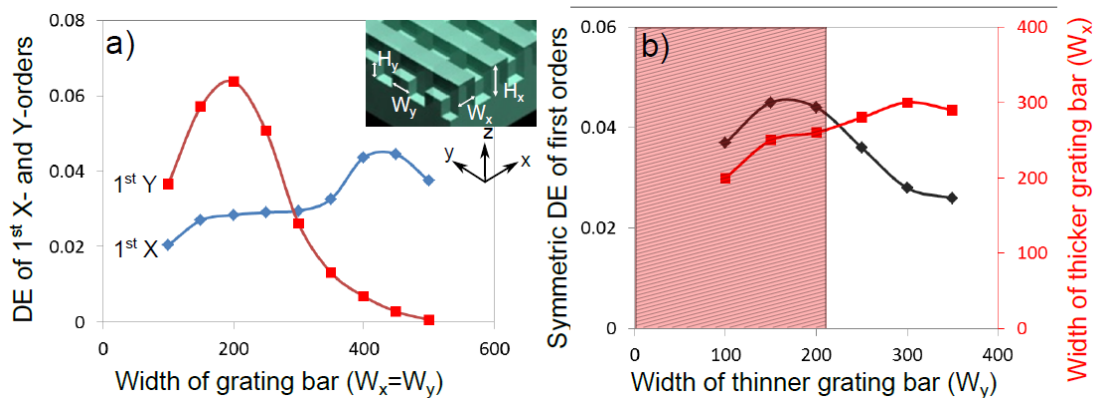 a)
DE of 1st X- and Y-orders
0.08
0.06
0.04
0.02
0
0
200
400
600
1st Y
1st X
Hy
Wy
Wx
Hx
z
y
x
Width of grating bar (Wx=Wy)
b)
Symmetric DE of first orders
0.06
0.04
0.02
0
0
100
200
300
400
400
300
200
100
0
Width of thicker grating bar (Wx)
Width of thinner grating bar (Wy)